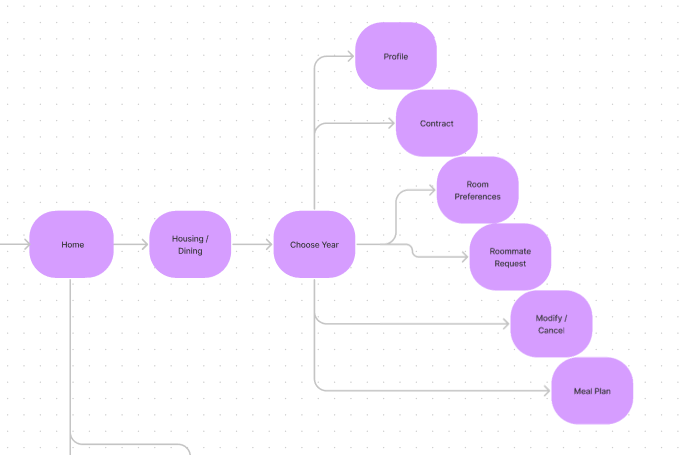 Profile
Contract
Room
Preferences
Home
Housing /
Dining
Choose Year
Roommate
Request
Modify /
Cancel
Meal Plan